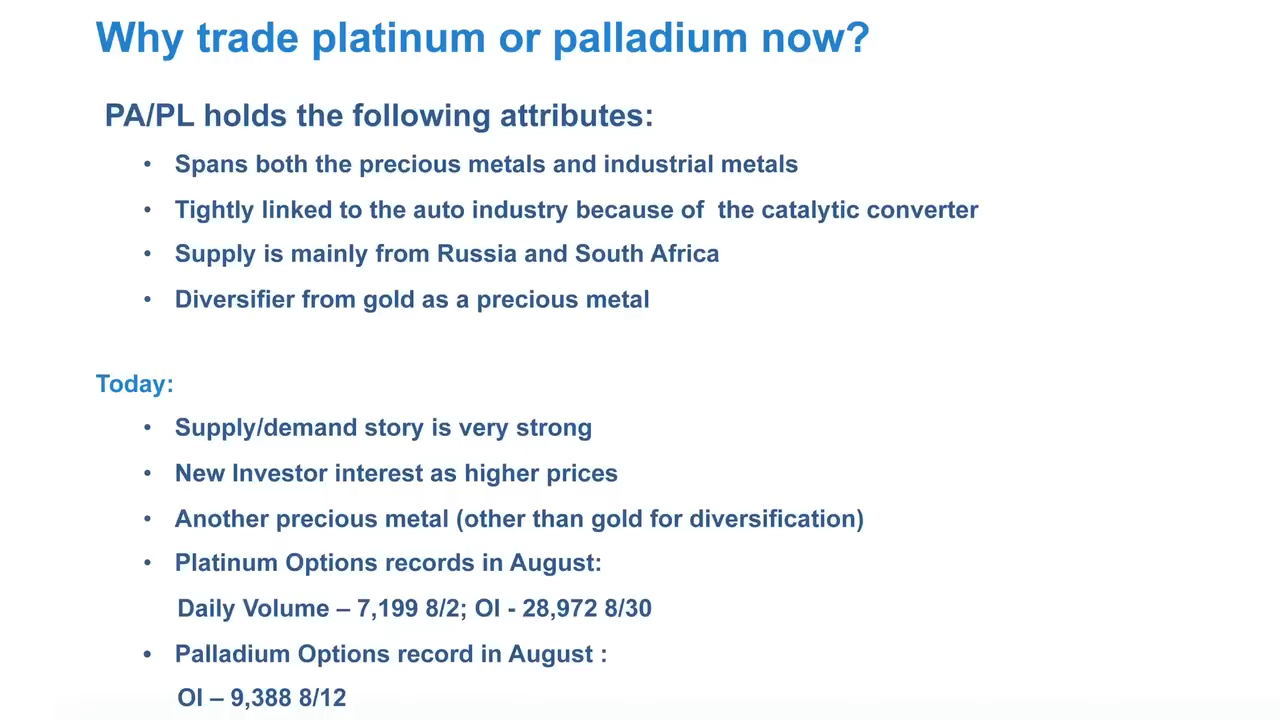 Why trade platinum or palladium now?
PA/PL holds the following attributes:
• Spans both the precious metals and industrial metals
• Tightly linked to the auto industry because of  the catalytic converter
• Supply is mainly from Russia and South Africa
• Diversifier from gold as a precious metal
Today:
• Supply/demand story is very strong
• New Investor interest as higher prices
• Another precious metal (other than gold for diversification)
• Platinum Options records in August:
Daily Volume – 7,199 8/2; OI - 28,972 8/30
• Palladium Options record in August :
OI – 9,388 8/12